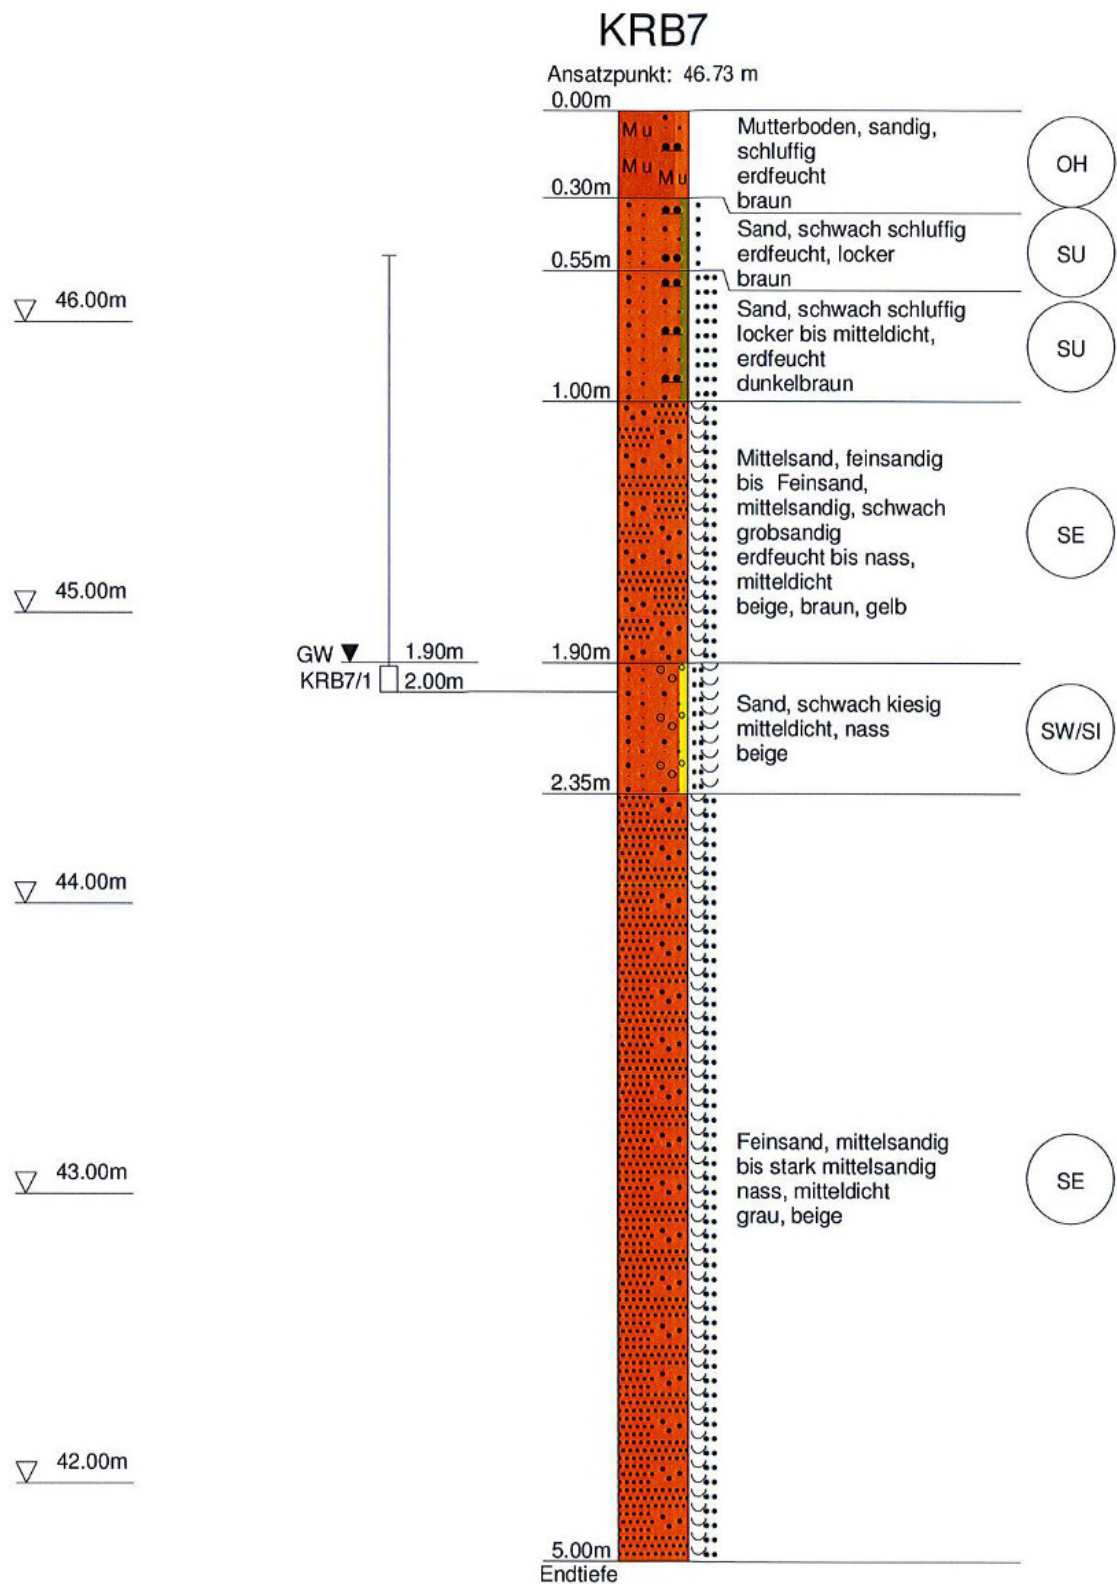 KRB7
Ansatzpunkt: 46.73 m
0.00m
Mu
Mu
Mu
Mutterboden, sandig,
schluffig
erdfeucht
braun
OH
0.30m
Sand, schwach schluffig
erdfeucht, locker
braun
SU
0.55m
46.00m
Sand, schwach schluffig
locker bis mitteldicht,
erdfeucht
dunkelbraun
SU
1.00m
Mittelsand, feinsandig
bis Feinsand,
mittelsandig, schwach
grobsandig
erdfeucht bis nass,
mitteldicht
beige, braun, gelb
SE
45.00m
GW 1.90m
1.90m
KRB7/1 2.00m
Sand, schwach kiesig
mitteldicht, nass
beige
SW/SI
2.35m
44.00m
43.00m
Feinsand, mittelsandig
bis stark mittelsandig
nass, mitteldicht
grau, beige
SE
42.00m
5.00m
Endtiefe